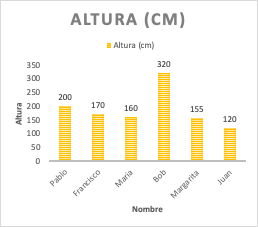 ALTURA (CM)
Altura (cm)
350
300
250
200
150
100
50
0
Altura
200
170
160
320
155
120
Pablo
Francisco
Maria
Bob
Margarita
Juan
Nombre